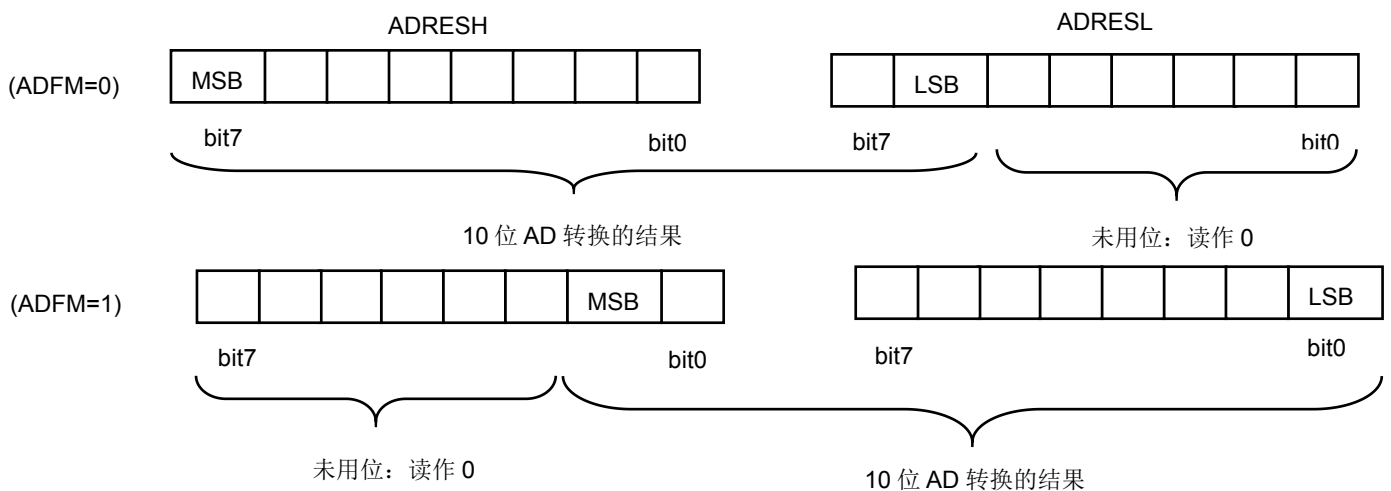 ADRESH ADRESL
(ADFM=0) MSB LSB
bit7 bit0 bit7 bit0
10 位 AD 转换的结果 未用位：读作 0
(ADFM=1) MSB LSB
bit7 bit0 bit7 bit0
未用位：读作 0 10 位 AD 转换的结果